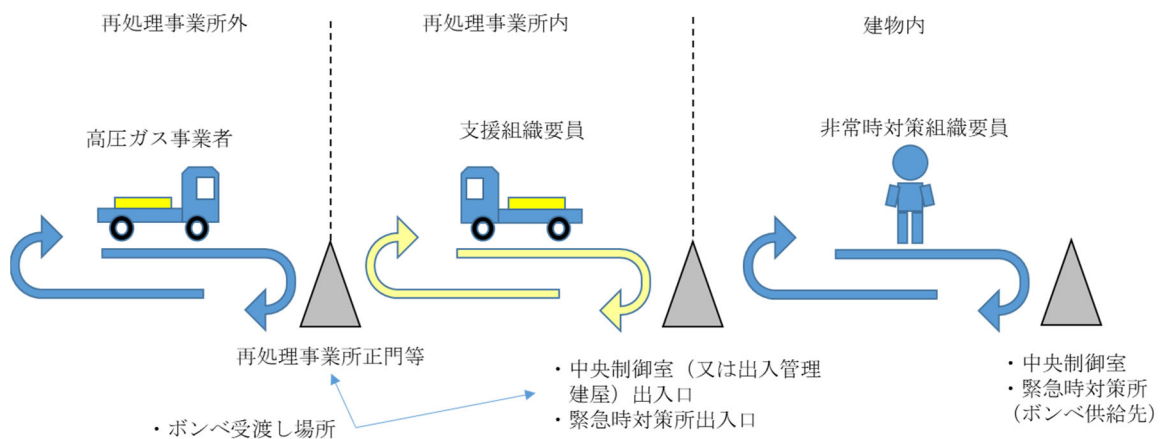 再処理事業所外
再処理事業所内
建物内
高圧ガス事業者
支援組織要員
非常時対策組織要員
再処理事業所正門等
・ボンベ受渡し場所
・中央制御室（又は出入管理
建屋）出入口
・緊急時対策所出入口
・中央制御室
・緊急時対策所
（ボンベ供給先）